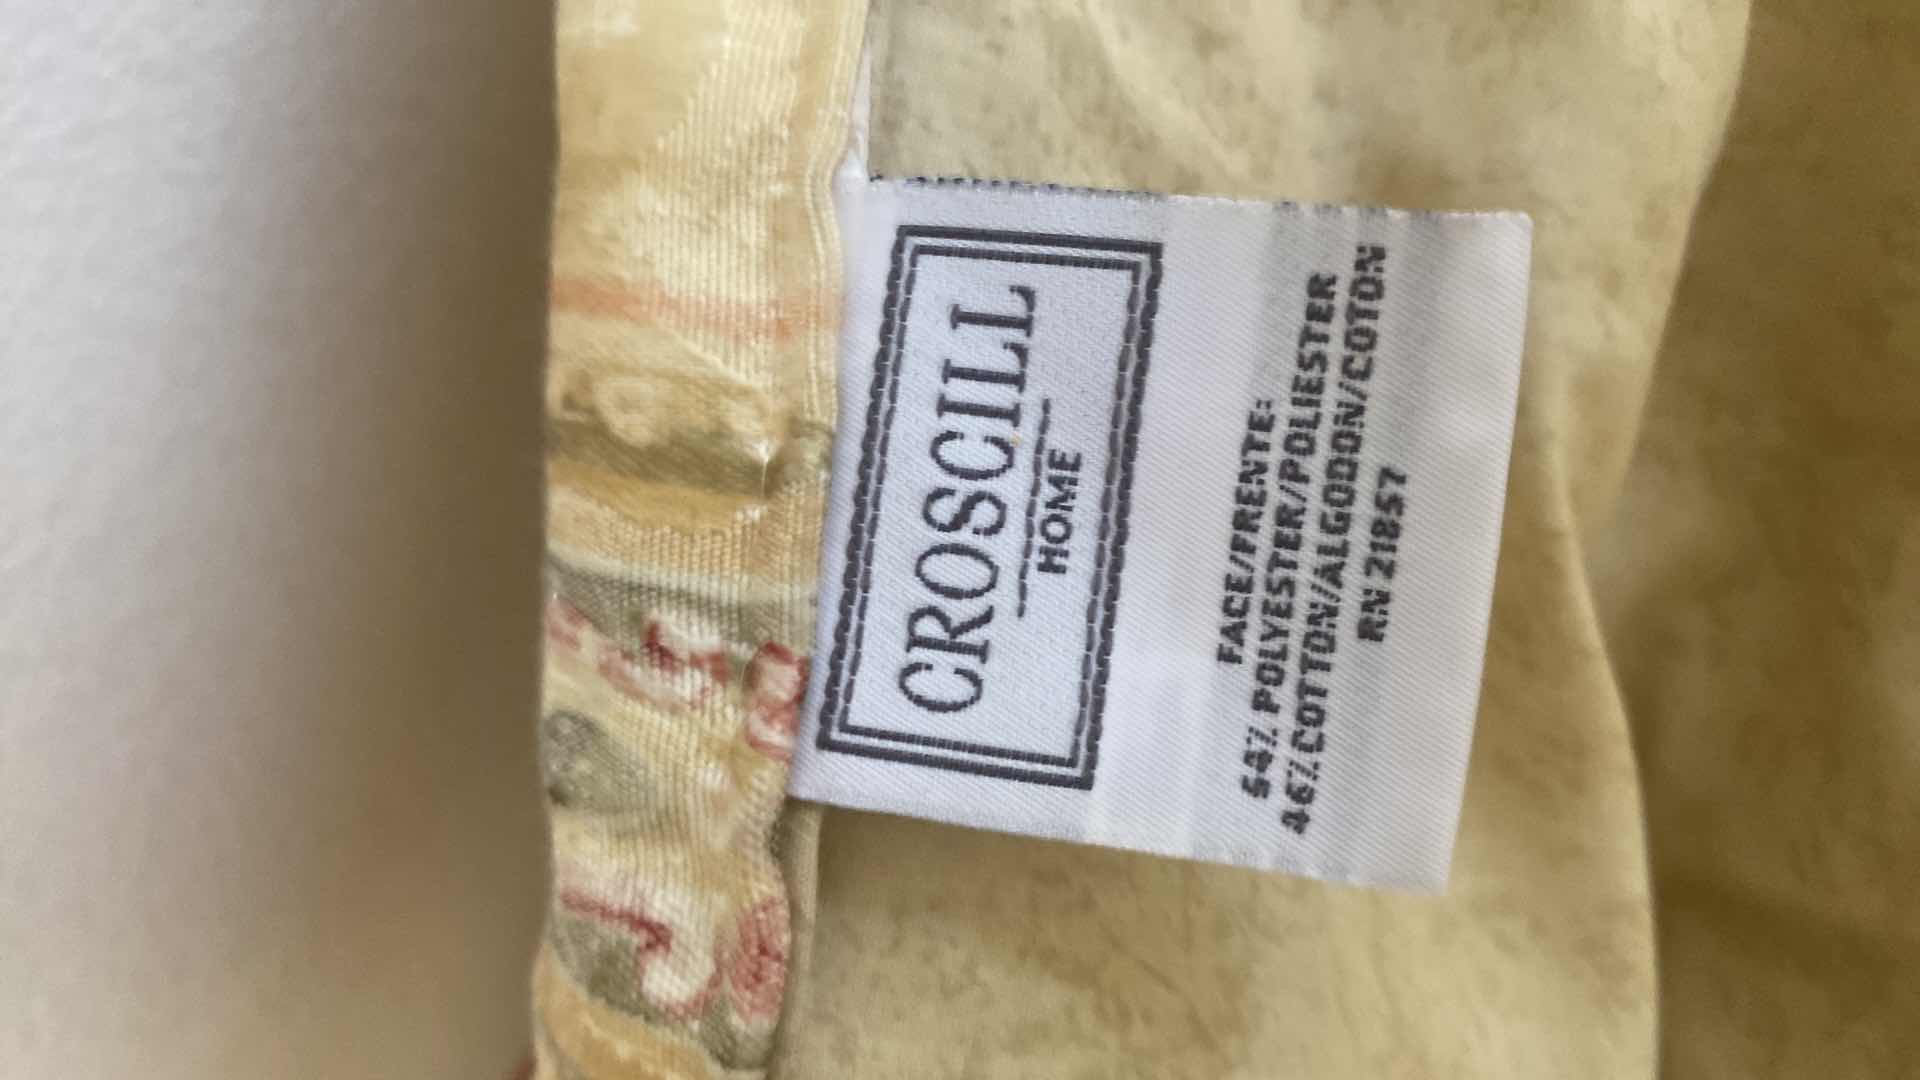 CROSCILL
HOME
FACE/FRENTE:
54% POLYESTER/POLIESTER
46% COTTON/ALGODON/COTON
RN 21857